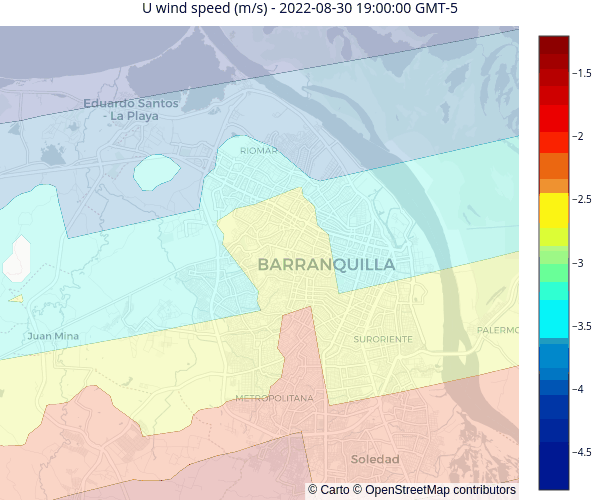 U wind speed (m/s) - 2022-08-30 19:00:00 GMT-5
Eduardo Santos
- La Playa
RIOMAR
BARRANQUILLA
Juan Mina
SURORIENTE
PALERMO
METROPOLITANA
Soledad
© Carto © OpenStreetMap contributors
−1.5
−2
−2.5
−3
−3.5
−4
−4.5